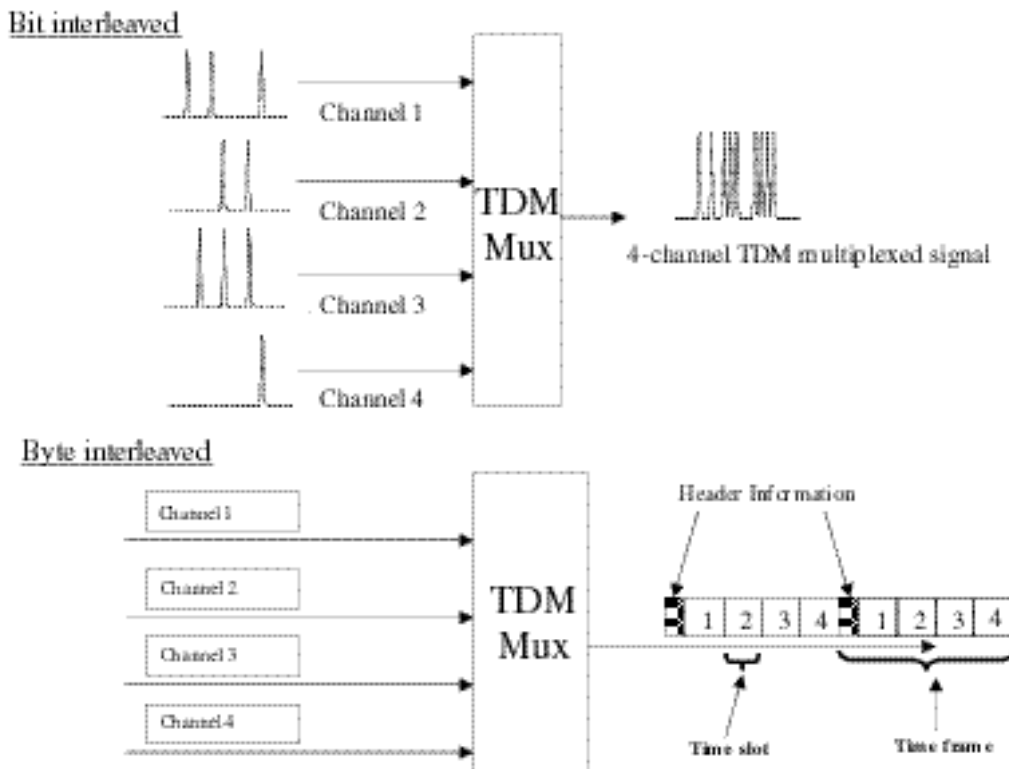 Bit interleaved
Channel 1
Channel 2
Channel 3
Channel 4
TDM
Mux
4-channel TDM multiplexed signal
Byte interleaved
Channel 1
Channel 2
Channel 3
Channel 4
TDM
Mux
Header Information
1 2 3 4 1 2 3 4
Time slot
Time frame